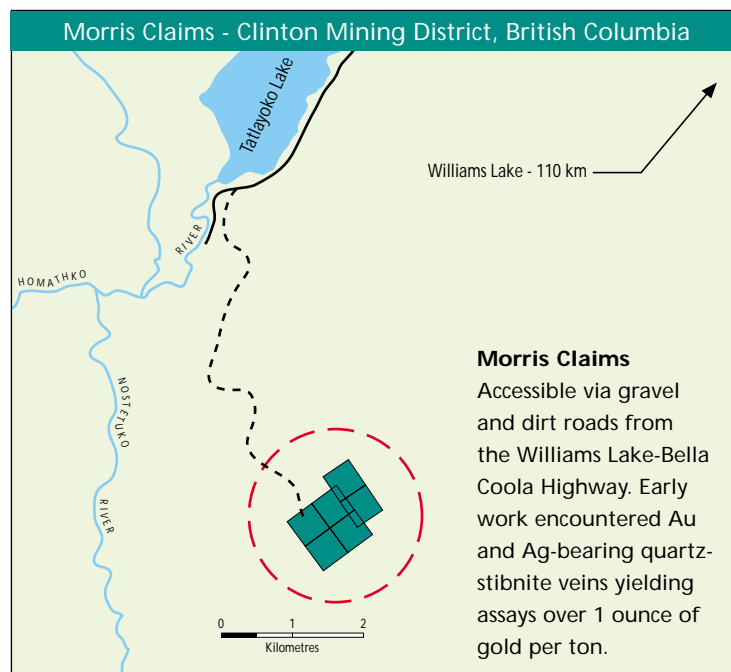 Morris Claims - Clinton Mining District, British Columbia
Tatlayoko Lake
Williams Lake - 110 km
RIVER
HOMATHKO
NOSTETUKO
RIVER
Morris Claims
Accessible via gravel
and dirt roads from
the Williams Lake-Bella
Coola Highway. Early
work encountered Au
and Ag-bearing quartz-
stibnite veins yielding
assays over 1 ounce of
gold per ton.
0 1 2
Kilometres